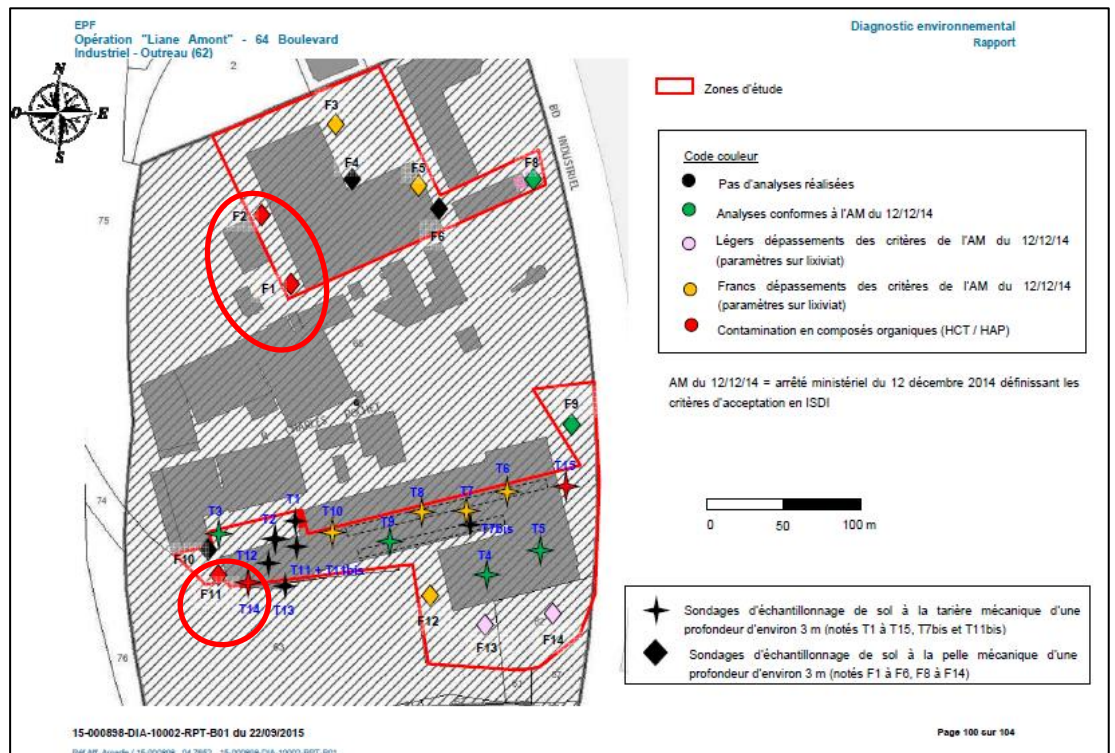 EPF
Opération "Liane Amont" - 64 Boulevard
Industriel - Outreau (62)
Diagnostic environnemental
Rapport
N
O
E
S
2
75
F3
F4
F5
F8
F2
F6
F1
BD INDUSTRIEL
68
CHARLES
F9
74
T3
T1
T2
T10
T8
T7
T6
T15
T9
T7Bis
T5
T4
F10
T12
T11 + T11bis
F11
T14
T13
F12
F13
F14
82
63
76
61
57
Zones d'étude
Code couleur
Pas d'analyses réalisées
Analyses conformes à l'AM du 12/12/14
Légers dépassements des critères de l'AM du 12/12/14
(paramètres sur lixiviat)
Francs dépassements des critères de l'AM du 12/12/14
(paramètres sur lixiviat)
Contamination en composés organiques (HCT / HAP)
AM du 12/12/14 = arrêté ministériel du 12 décembre 2014 définissant les
critères d'acceptation en ISDI
0 50 100 m
Sondages d'échantillonnage de sol à la tarière mécanique d'une
profondeur d'environ 3 m (notés T1 à T15, T7bis et T11bis)
Sondages d'échantillonnage de sol à la pelle mécanique d'une
profondeur d'environ 3 m (notés F1 à F6, F8 à F14)
15-000898-DIA-10002-RPT-B01 du 22/09/2015
Page 100 sur 104